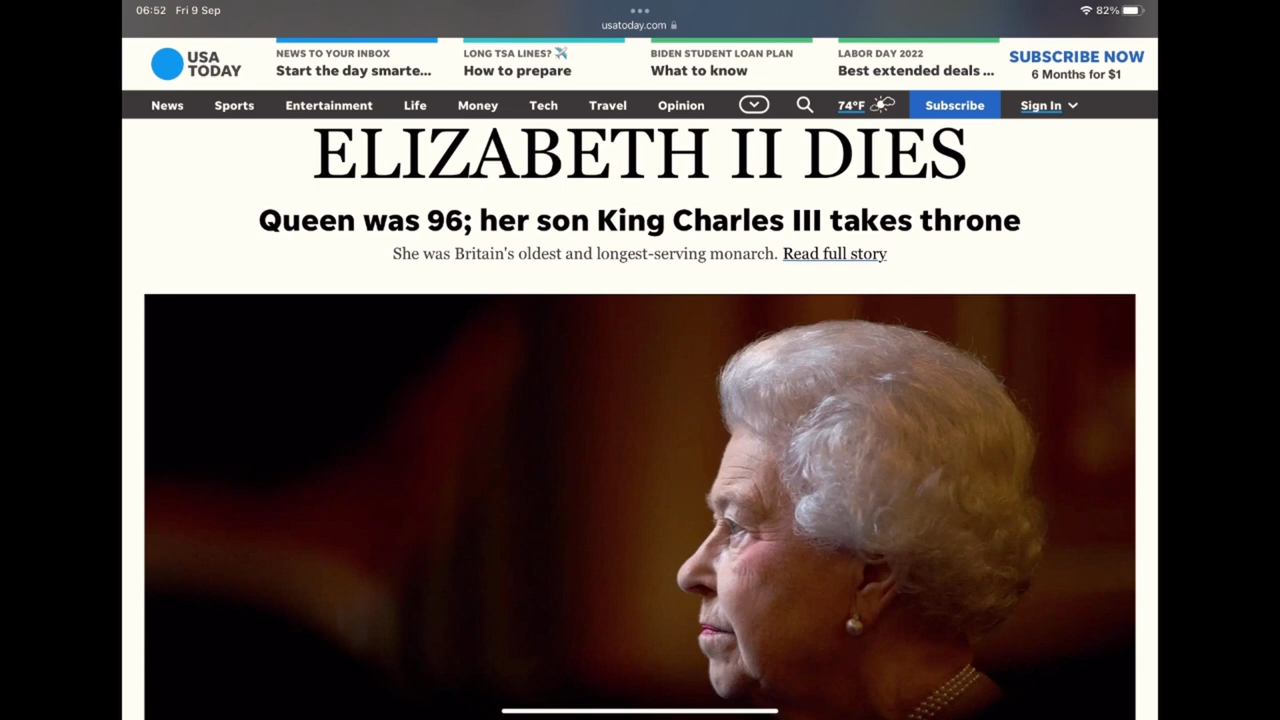 06:52 Fri 9 Sep
usatoday.com
82%
USA
TODAY
NEWS TO YOUR INBOX
Start the day smarte...
LONG TSA LINES? ✈️
How to prepare
BIDEN STUDENT LOAN PLAN
What to know
LABOR DAY 2022
Best extended deals ...
SUBSCRIBE NOW
6 Months for $1
News Sports Entertainment Life Money Tech Travel Opinion 74°F Subscribe Sign In
ELIZABETH II DIES
Queen was 96; her son King Charles III takes throne
She was Britain's oldest and longest-serving monarch. Read full story